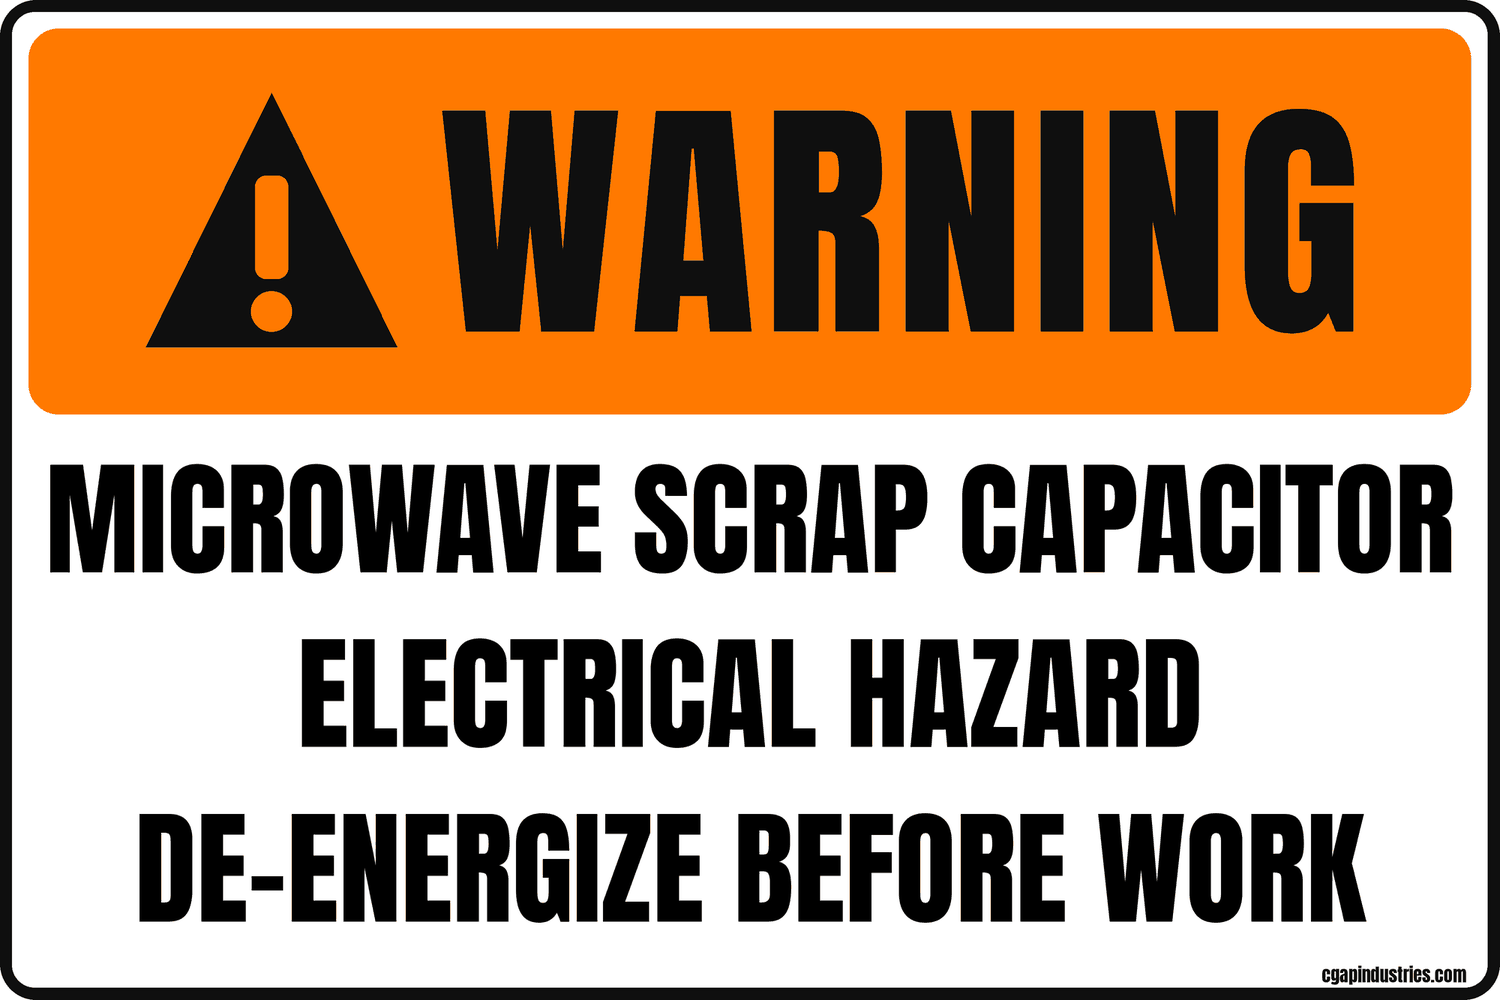 WARNING
MICROWAVE SCRAP CAPACITOR
ELECTRICAL HAZARD
DE-ENERGIZE BEFORE WORK
cgapindustries.com